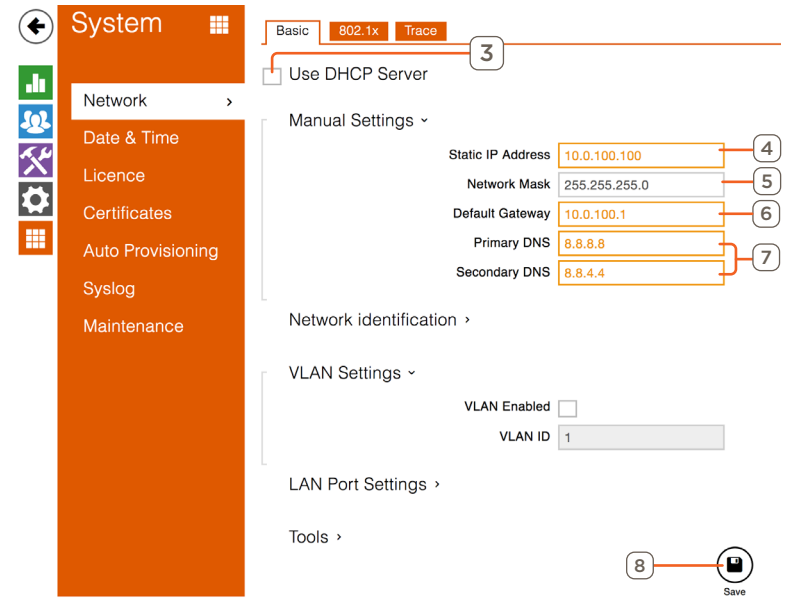 System
Network
Date & Time
Licence
Certificates
Auto Provisioning
Syslog
Maintenance
Basic 802.1x Trace
3
Use DHCP Server
Manual Settings
Static IP Address 10.0.100.100 4
Network Mask 255.255.255.0 5
Default Gateway 10.0.100.1 6
Primary DNS 8.8.8.8
7
Secondary DNS 8.8.4.4
Network identification
VLAN Settings
VLAN Enabled
VLAN ID 1
LAN Port Settings
Tools
8
Save